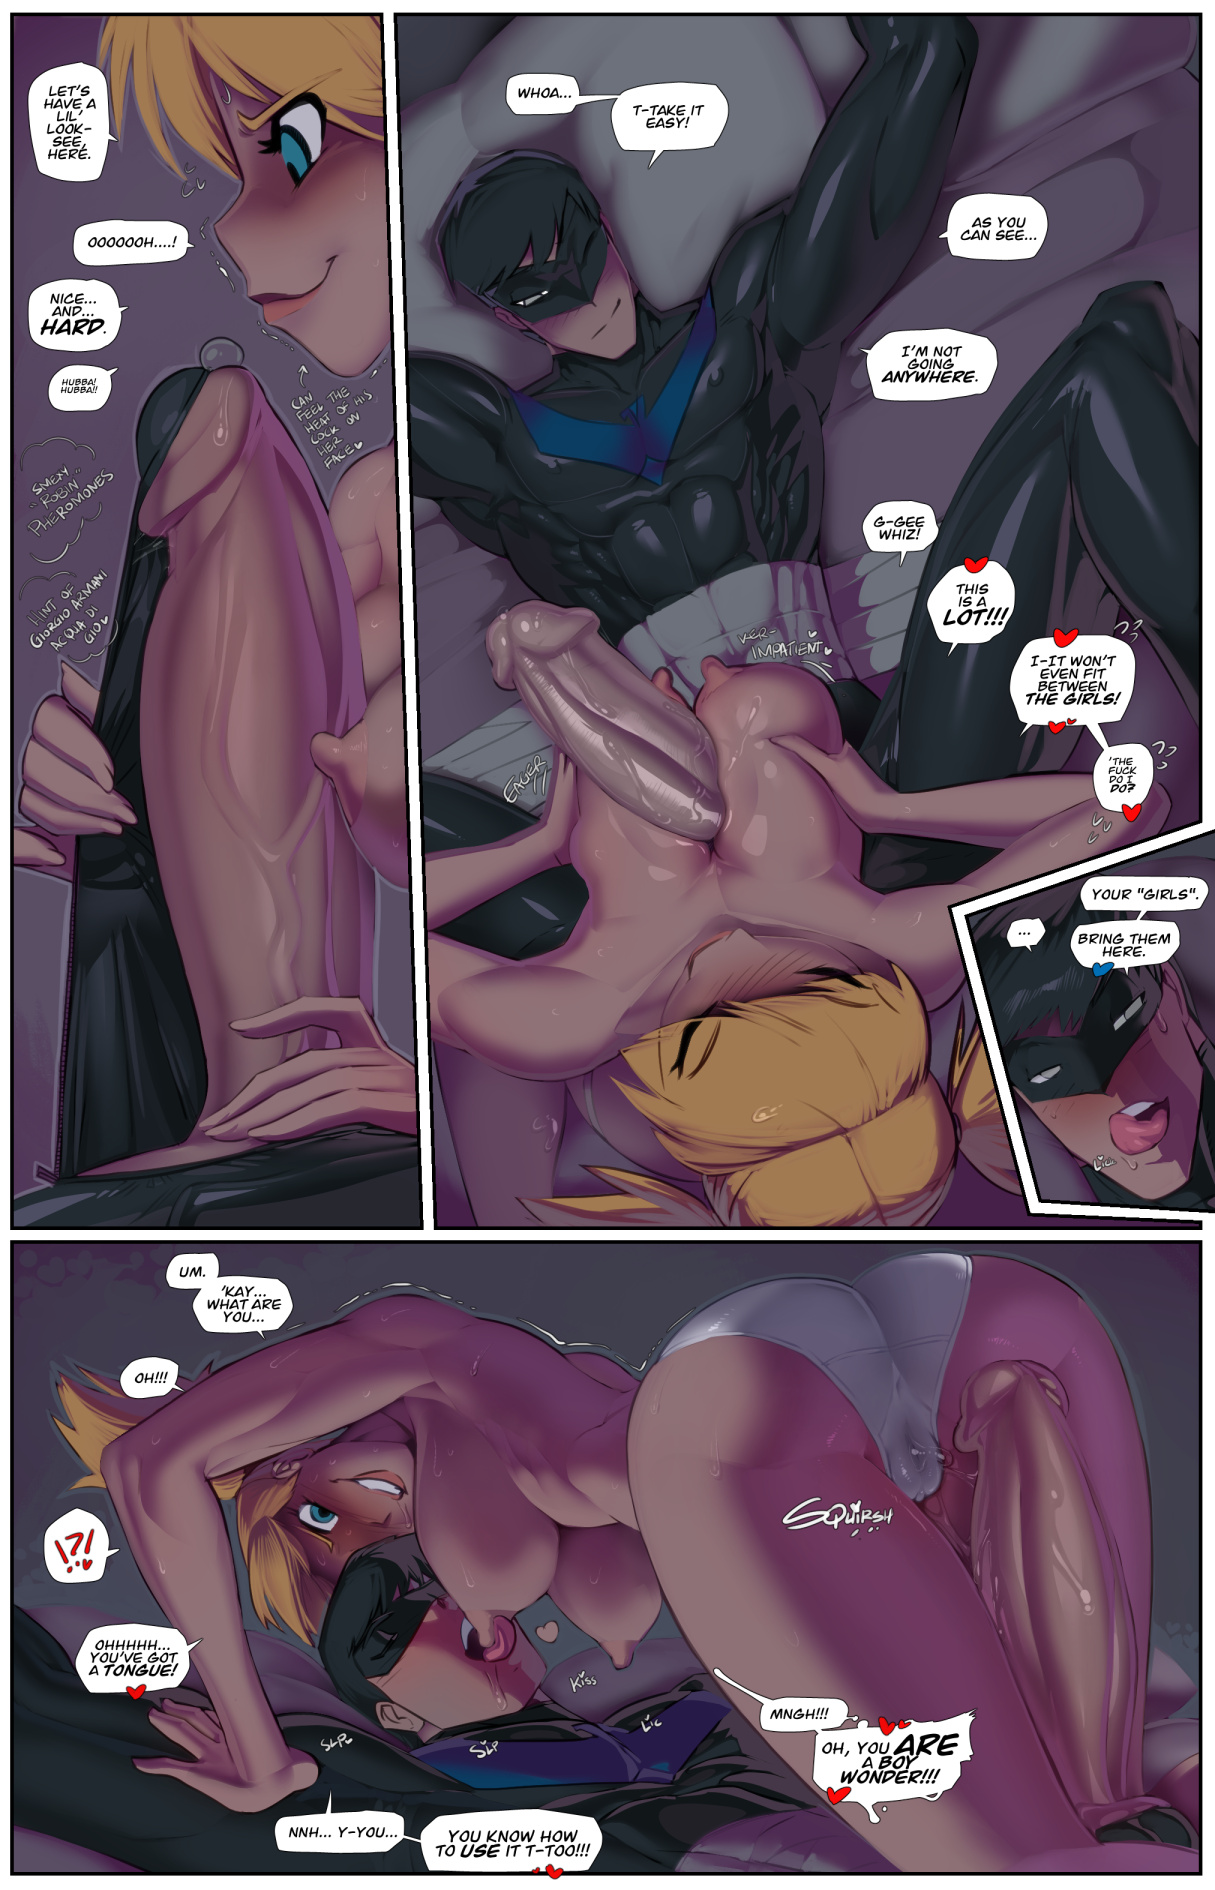 LET'S
HAVE A
LIL'
LOOK-
SEE,
HERE.
OOOOOOH....!
NICE...
AND...
HARD.
HUBBA!
HUBBA!!
CAN
FEEL THE
HEAT OF HIS
COCK ON
HER
FACE
SMEXY
"ROBIN"
PHEROMONES
HINT OF
GIORGIO ARMANI
ACQUA DI
GIO
WHOA...
T-TAKE IT
EASY!
AS YOU
CAN SEE...
I'M NOT
GOING
ANYWHERE.
G-GEE
WHIZ!
THIS
IS A
LOT!!!
KER-
IMPATIENT
I-IT WON'T
EVEN FIT
BETWEEN
THE GIRLS!
'THE
FUCK
DO I
DO?
EAGER
YOUR "GIRLS".
...
BRING THEM
HERE.
LICK
UM.
'KAY...
WHAT ARE
YOU...
OH!!!
!?!
SQUIRSH
OHHHHH...
YOU'VE GOT
A TONGUE!
KISS
SLP
SLP
LIC
MNGH!!!
OH, YOU ARE
A BOY
WONDER!!!
NNH... Y-YOU...
YOU KNOW HOW
TO USE IT T-TOO!!!